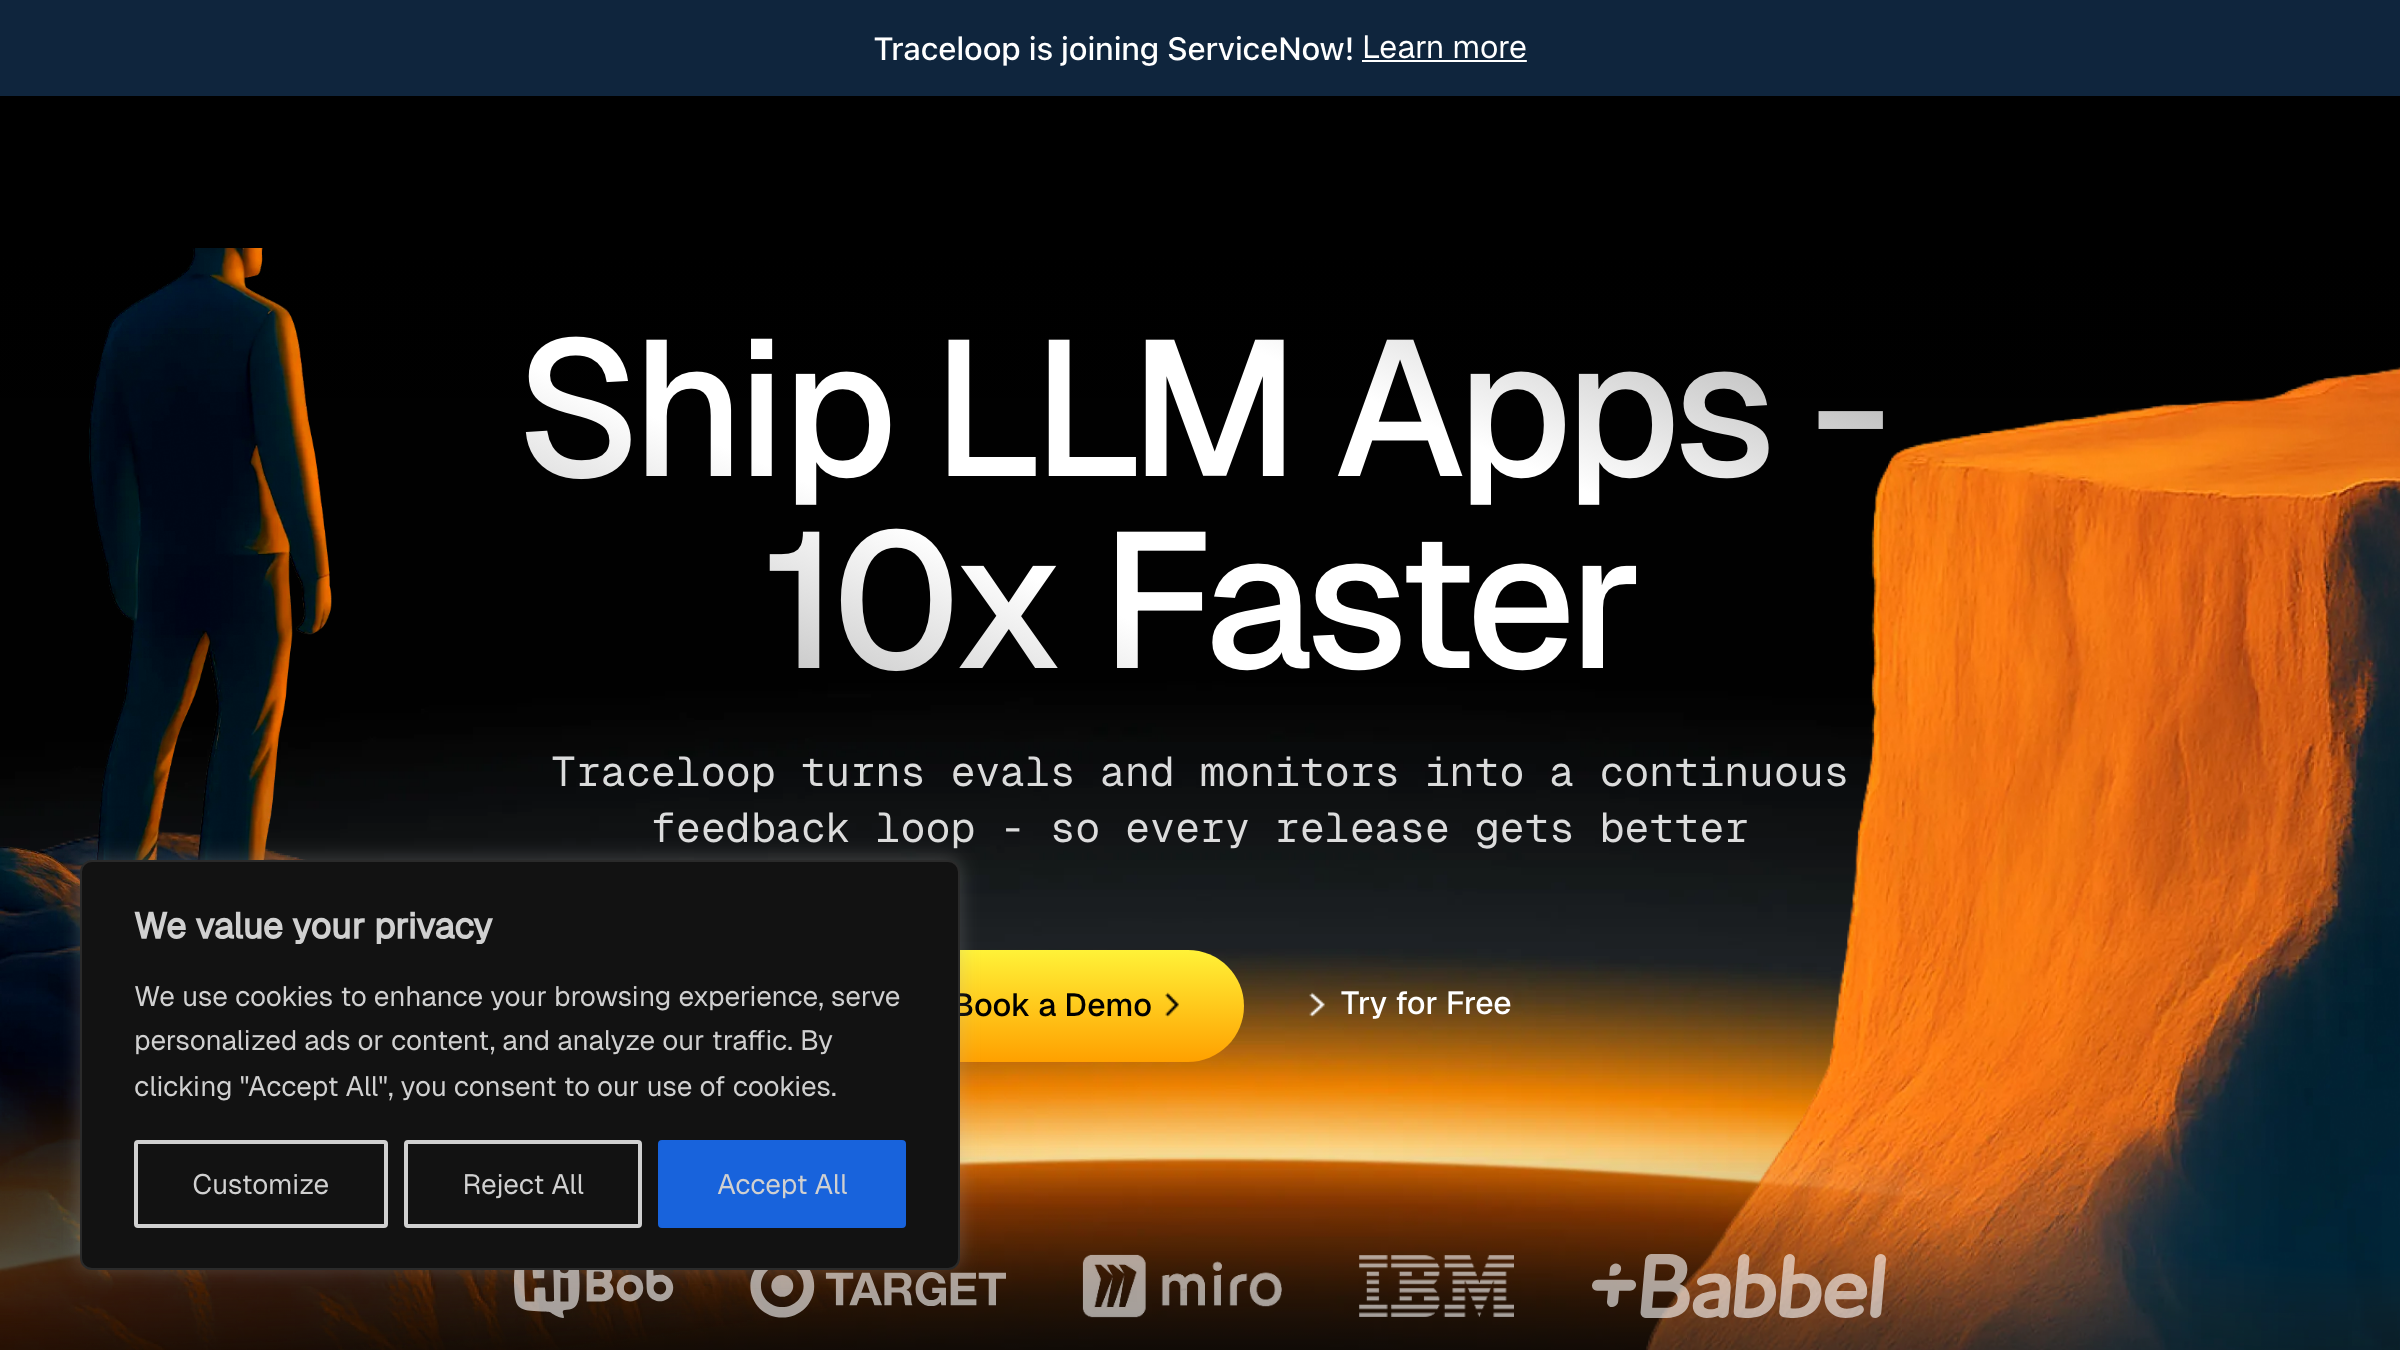 Traceloop is joining ServiceNow! Learn more
Ship LLM Apps -
10x Faster
Traceloop turns evals and monitors into a continuous
feedback loop - so every release gets better
Book a Demo
Try for Free
We value your privacy
We use cookies to enhance your browsing experience, serve
personalized ads or content, and analyze our traffic. By
clicking "Accept All", you consent to our use of cookies.
Customize
Reject All
Accept All
HiBob
TARGET
miro
IBM
+Babbel